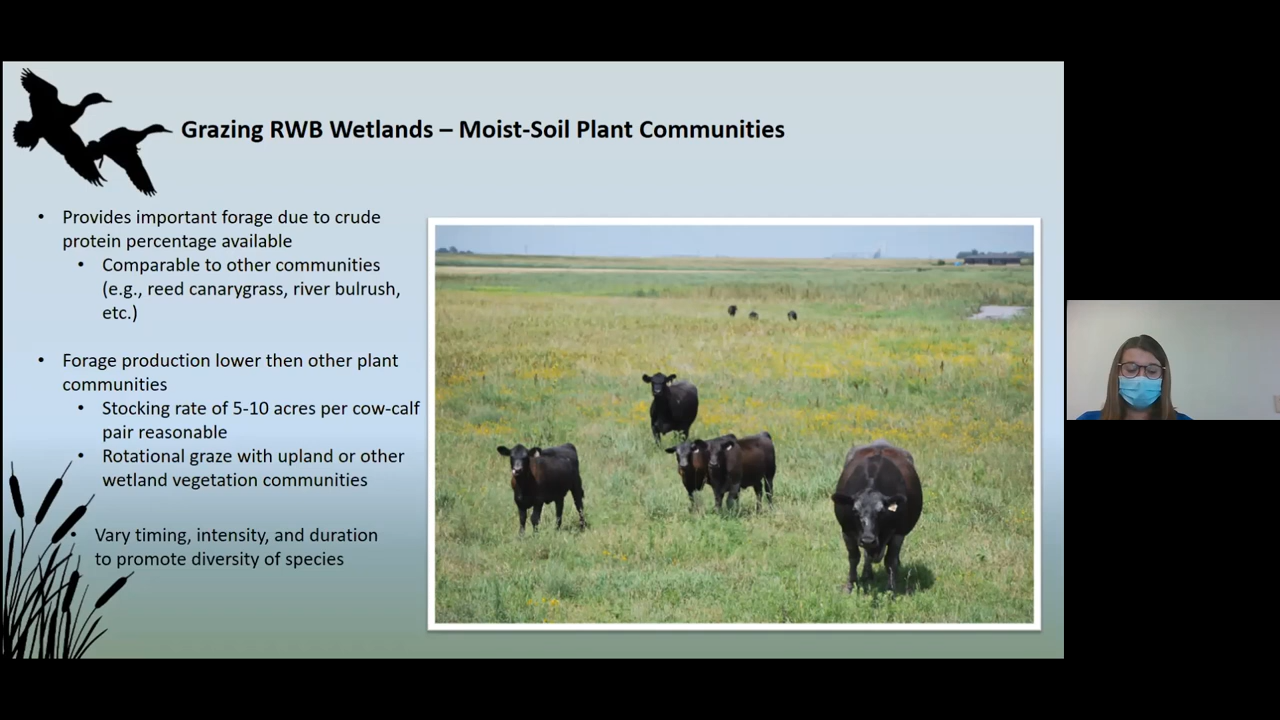 Grazing RWB Wetlands – Moist-Soil Plant Communities
• Provides important forage due to crude
protein percentage available
• Comparable to other communities
(e.g., reed canarygrass, river bulrush,
etc.)
• Forage production lower then other plant
communities
• Stocking rate of 5-10 acres per cow-calf
pair reasonable
• Rotational graze with upland or other
wetland vegetation communities
• Vary timing, intensity, and duration
to promote diversity of species